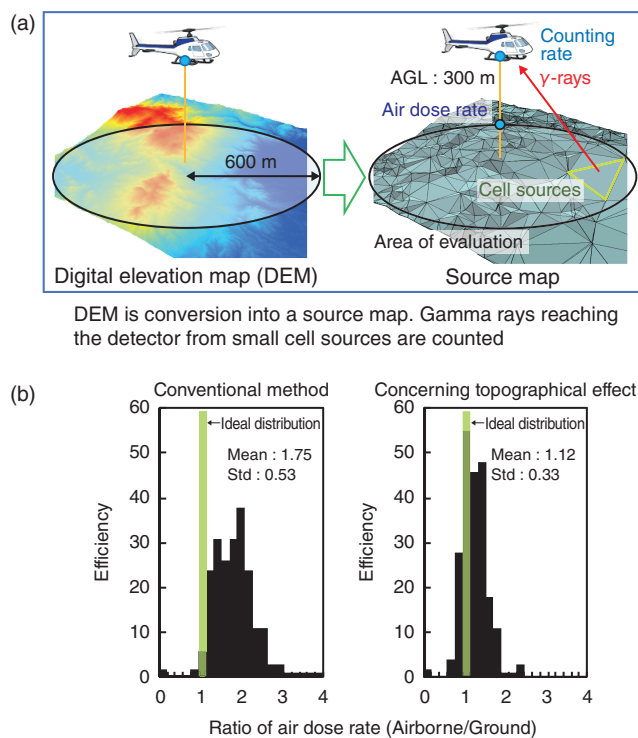 (a)
Counting
rate
AGL : 300 m
γ-rays
Air dose rate
600 m
Cell sources
Area of evaluation
Digital elevation map (DEM)
Source map
DEM is conversion into a source map. Gamma rays reaching
the detector from small cell sources are counted
(b)
Conventional method
60
50
40
30
20
10
0
Efficiency
Ideal distribution
Mean : 1.75
Std : 0.53
0 1 2 3 4
Concerning topographical effect
60
50
40
30
20
10
0
Efficiency
Ideal distribution
Mean : 1.12
Std : 0.33
0 1 2 3 4
Ratio of air dose rate (Airborne/Ground)